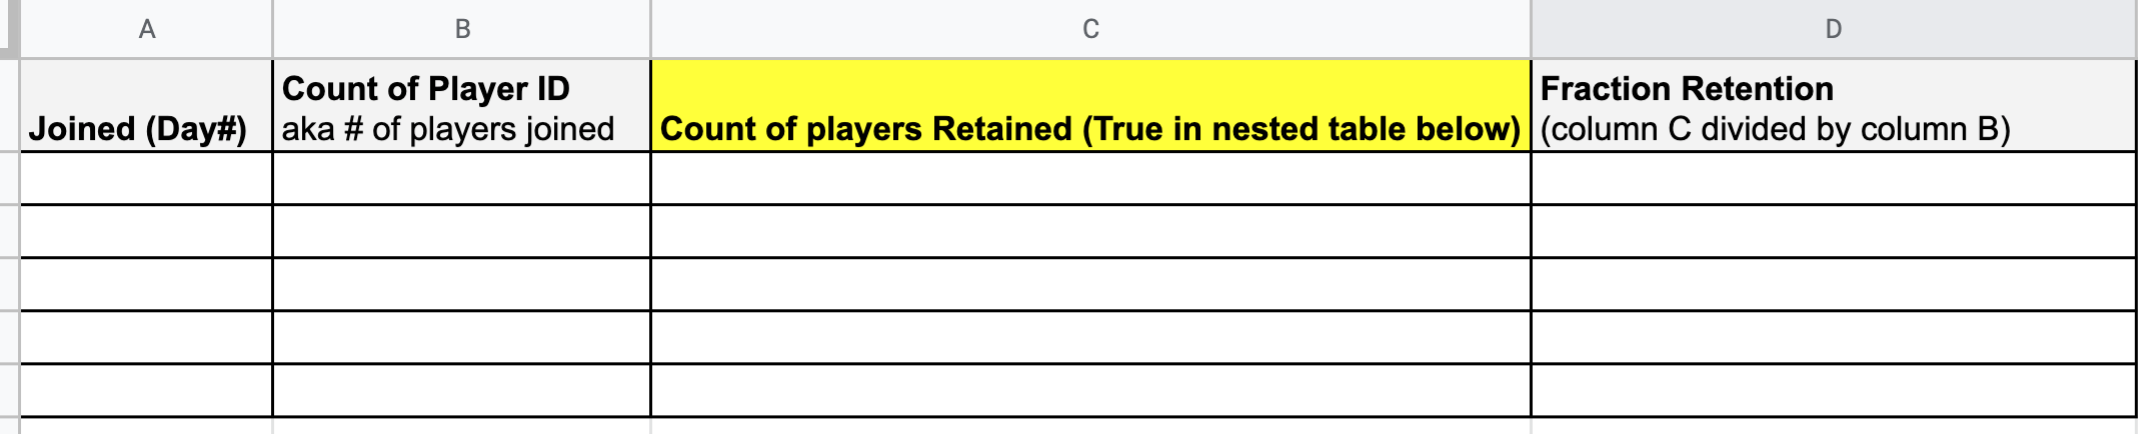 A
B
C
D
Joined (Day#)
Count of Player ID
aka # of players joined
Count of players Retained (True in nested table below)
Fraction Retention
(column C divided by column B)